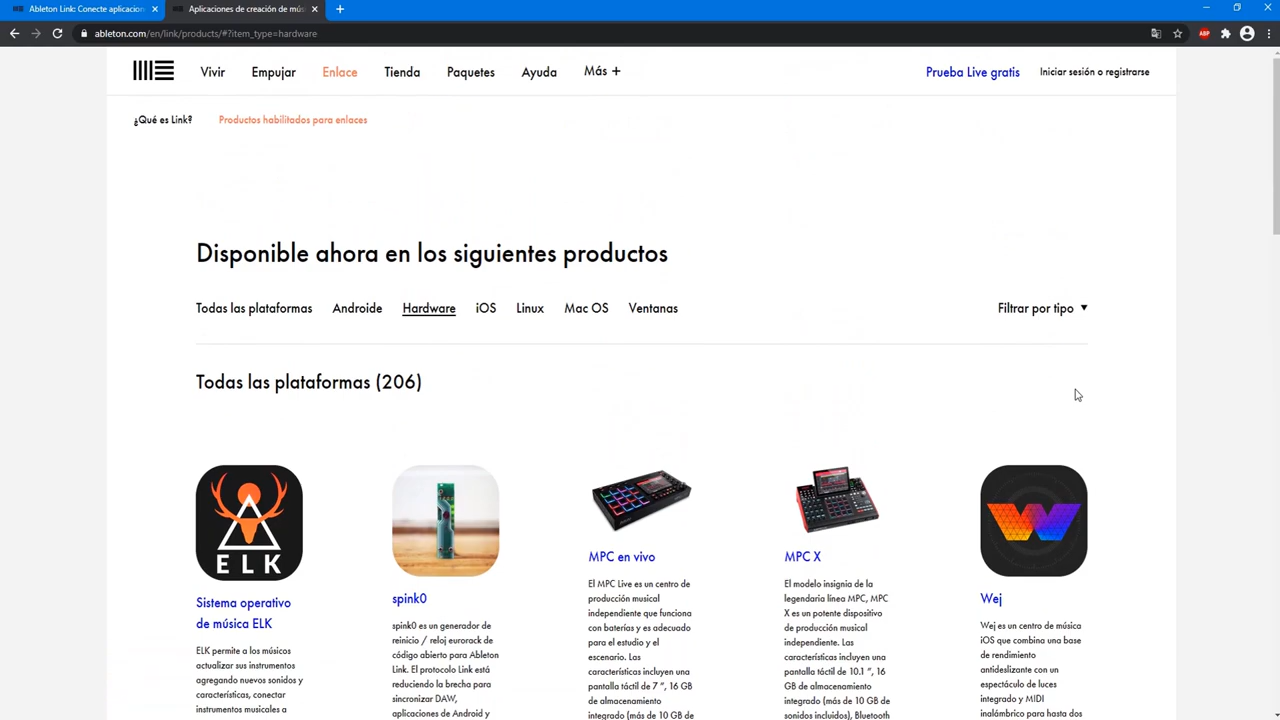 Ableton Link: Conecte aplicacion
Aplicaciones de creación de mús
ableton.com/en/link/products/#?item_type=hardware
ABP
Vivir
Empujar
Enlace
Tienda
Paquetes
Ayuda
Más +
Prueba Live gratis
Iniciar sesión o registrarse
¿Qué es Link?
Productos habilitados para enlaces
Disponible ahora en los siguientes productos
Todas las plataformas
Androide
Hardware
iOS
Linux
Mac OS
Ventanas
Filtrar por tipo
Todas las plataformas (206)
ELK
Sistema operativo
de música ELK
ELK permite a los músicos
actualizar sus instrumentos
agregando nuevos sonidos y
características, conectar
instrumentos musicales a
spink0
spink0 es un generador de
reinicio / reloj eurorack de
código abierto para Ableton
Link. El protocolo Link está
reduciendo la brecha para
sincronizar DAW,
aplicaciones de Android y
MPC en vivo
El MPC Live es un centro de
producción musical
independiente que funciona
con baterías y es adecuado
para el estudio y el
escenario. Las
características incluyen una
pantalla táctil de 7 ", 16 GB
de almacenamiento
integrado (más de 10 GB de
MPC X
El modelo insignia de la
legendaria línea MPC, MPC
X es un potente dispositivo
de producción musical
independiente. Las
características incluyen una
pantalla táctil de 10.1 ", 16
GB de almacenamiento
integrado (más de 10 GB de
sonidos incluidos), Bluetooth
Wej
Wej es un centro de música
iOS que combina una base
de rendimiento
antideslizante con un
espectáculo de luces
integrado y MIDI
inalámbrico para hasta dos